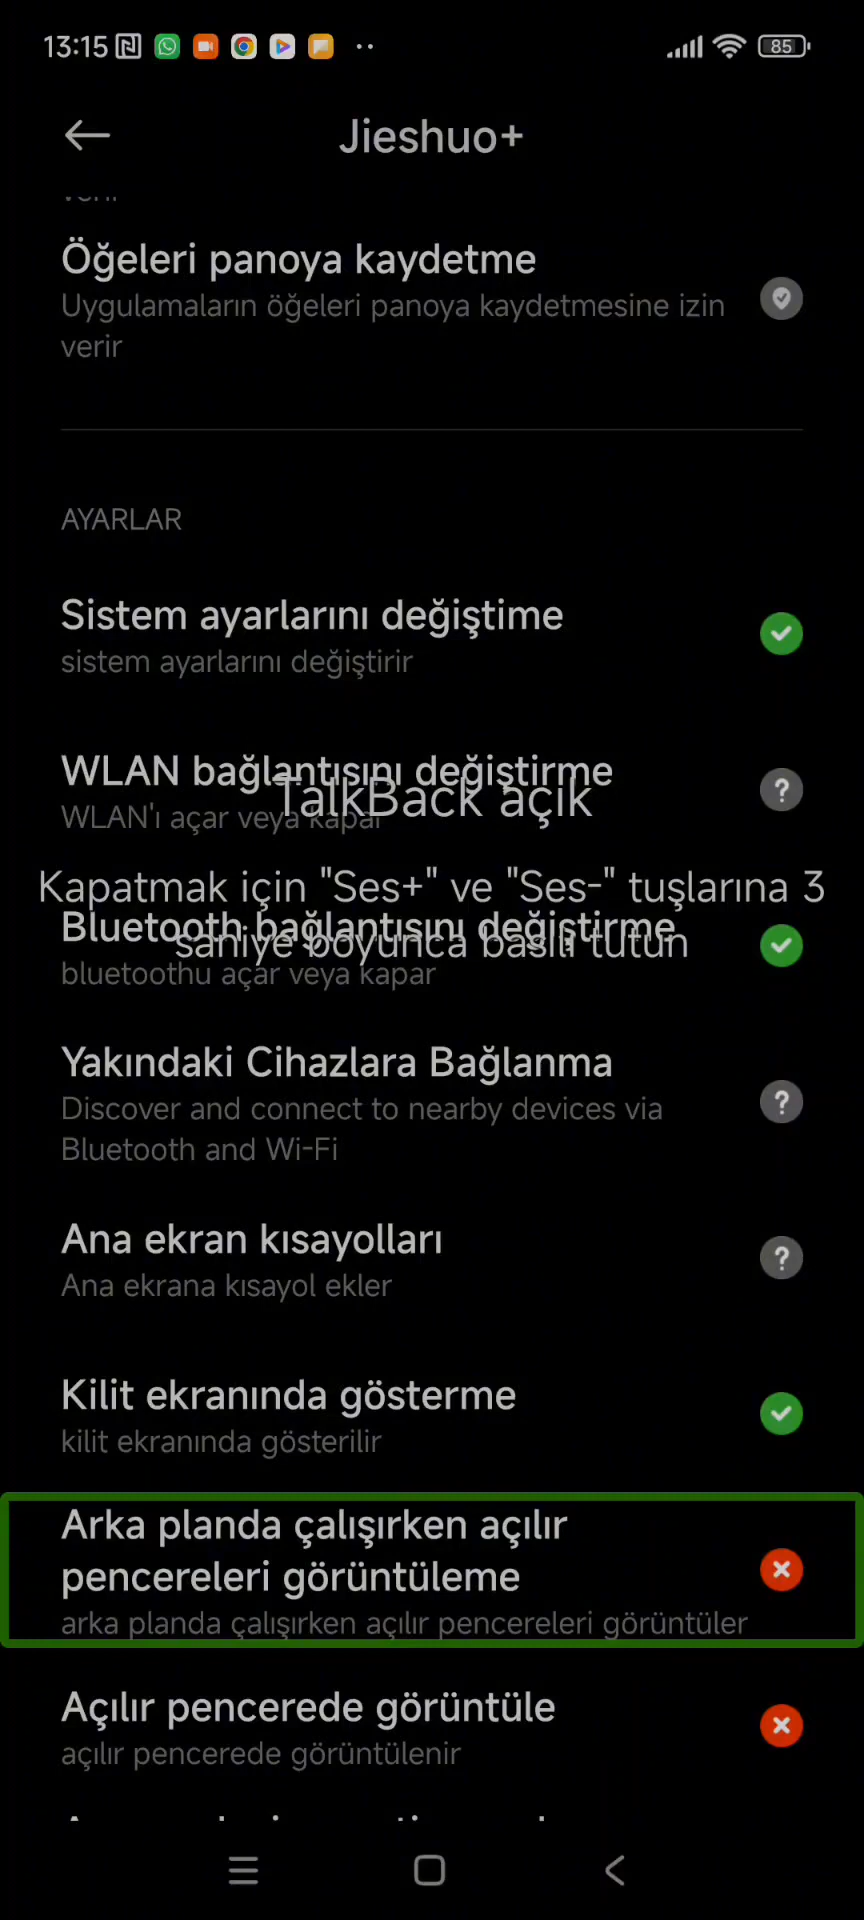 13:15
85
Jieshuo+
Öğeleri panoya kaydetme
Uygulamaların öğeleri panoya kaydetmesine izin
verir
AYARLAR
Sistem ayarlarını değiştime
sistem ayarlarını değiştirir
WLAN bağlantısını değiştirme
TalkBack açik
WLAN'ı açar veya kapar
Kapatmak için "Ses+" ve "Ses-" tuşlarına 3
Bluetooth bağlantısını değiştirme
saniye boyunca basili tutun
bluetoothu açar veya kapar
Yakındaki Cihazlara Bağlanma
Discover and connect to nearby devices via
Bluetooth and Wi-Fi
Ana ekran kısayolları
Ana ekrana kısayol ekler
Kilit ekranında gösterme
kilit ekranında gösterilir
Arka planda çalışırken açılır
pencereleri görüntüleme
arka planda çalışırken açılır pencereleri görüntüler
Açılır pencerede görüntüle
açılır pencerede görüntülenir